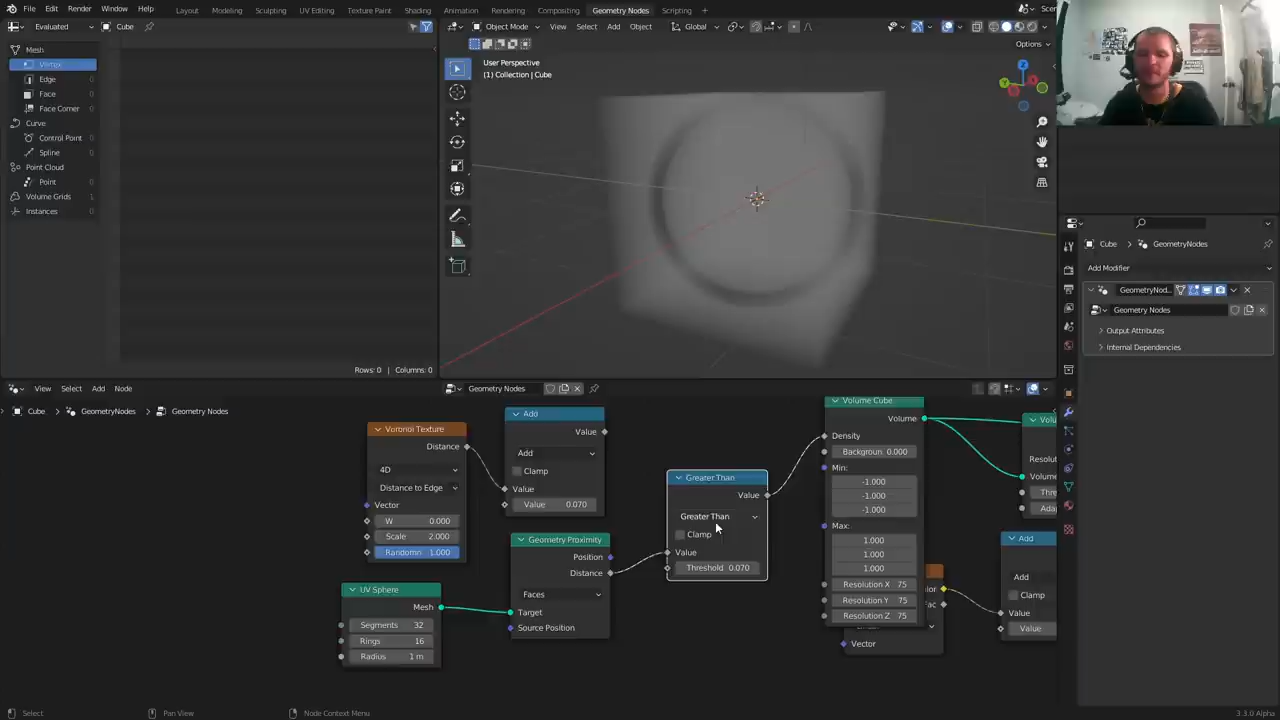 File Edit Render Window Help
Layout Modeling Sculpting UV Editing Texture Paint Shading Animation Rendering Compositing Geometry Nodes Scripting +
Scen
Evaluated Cube
Object Mode View Select Add Object Global
Options
Mesh
Vertex
Edge 0
Face 0
Face Corner 0
Curve
Control Point 0
Spline 0
Point Cloud
Point 0
Volume Grids 1
Instances 0
Rows: 0 | Columns: 0
User Perspective
(1) Collection | Cube
Z
Y
Cube > GeometryNodes
Add Modifier
GeometryNod...
Geometry Nodes
Output Attributes
Internal Dependencies
View Select Add Node
Geometry Nodes
Cube > GeometryNodes > Geometry Nodes
Voronoi Texture
Distance
4D
Distance to Edge
Vector
W 0.000
Scale 2.000
Randomn 1.000
Add
Value
Add
Clamp
Value
Value 0.070
UV Sphere
Mesh
Segments 32
Rings 16
Radius 1 m
Geometry Proximity
Position
Distance
Faces
Target
Source Position
Greater Than
Value
Greater Than
Clamp
Value
Threshold 0.070
Volume Cube
Volume
Density
Backgroun 0.000
Min:
-1.000
-1.000
-1.000
Max:
1.000
1.000
1.000
Resolution X 75
Resolution Y 75
Resolution Z 75
Vector
Volu
Resolu
Volume
Thre
Adap
Add
Add
Clamp
Value
Value
Select
Pan View
Node Context Menu
3.3.0 Alpha